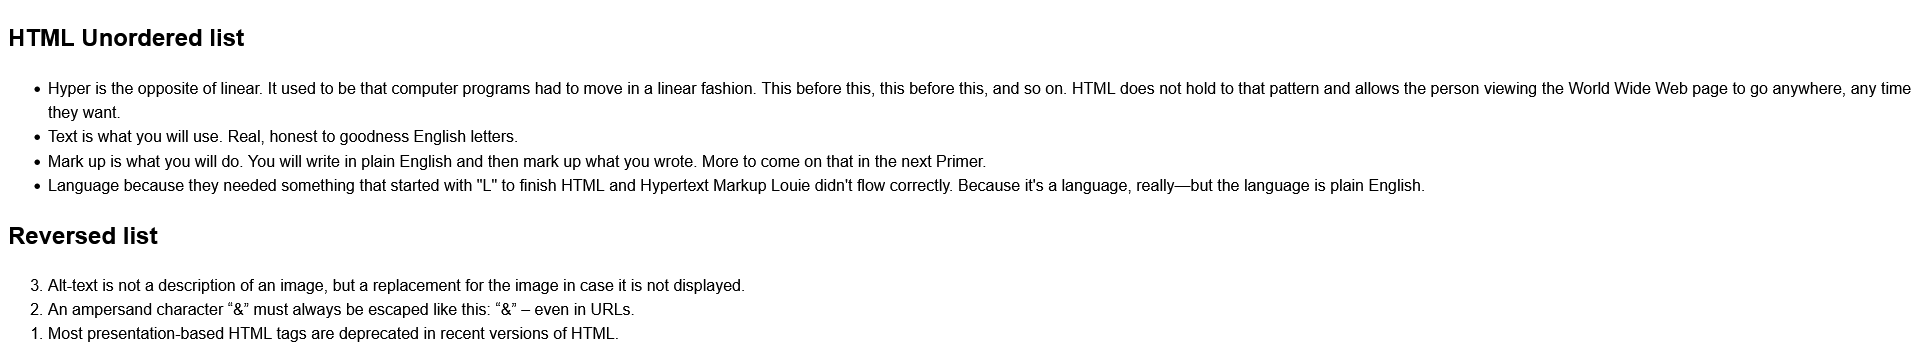 HTML Unordered list
• Hyper is the opposite of linear. It used to be that computer programs had to move in a linear fashion. This before this, this before this, and so on. HTML does not hold to that pattern and allows the person viewing the World Wide Web page to go anywhere, any time
they want.
• Text is what you will use. Real, honest to goodness English letters.
• Mark up is what you will do. You will write in plain English and then mark up what you wrote. More to come on that in the next Primer.
• Language because they needed something that started with "L" to finish HTML and Hypertext Markup Louie didn't flow correctly. Because it's a language, really—but the language is plain English.
Reversed list
3. Alt-text is not a description of an image, but a replacement for the image in case it is not displayed.
2. An ampersand character “&” must always be escaped like this: “&” – even in URLs.
1. Most presentation-based HTML tags are deprecated in recent versions of HTML.